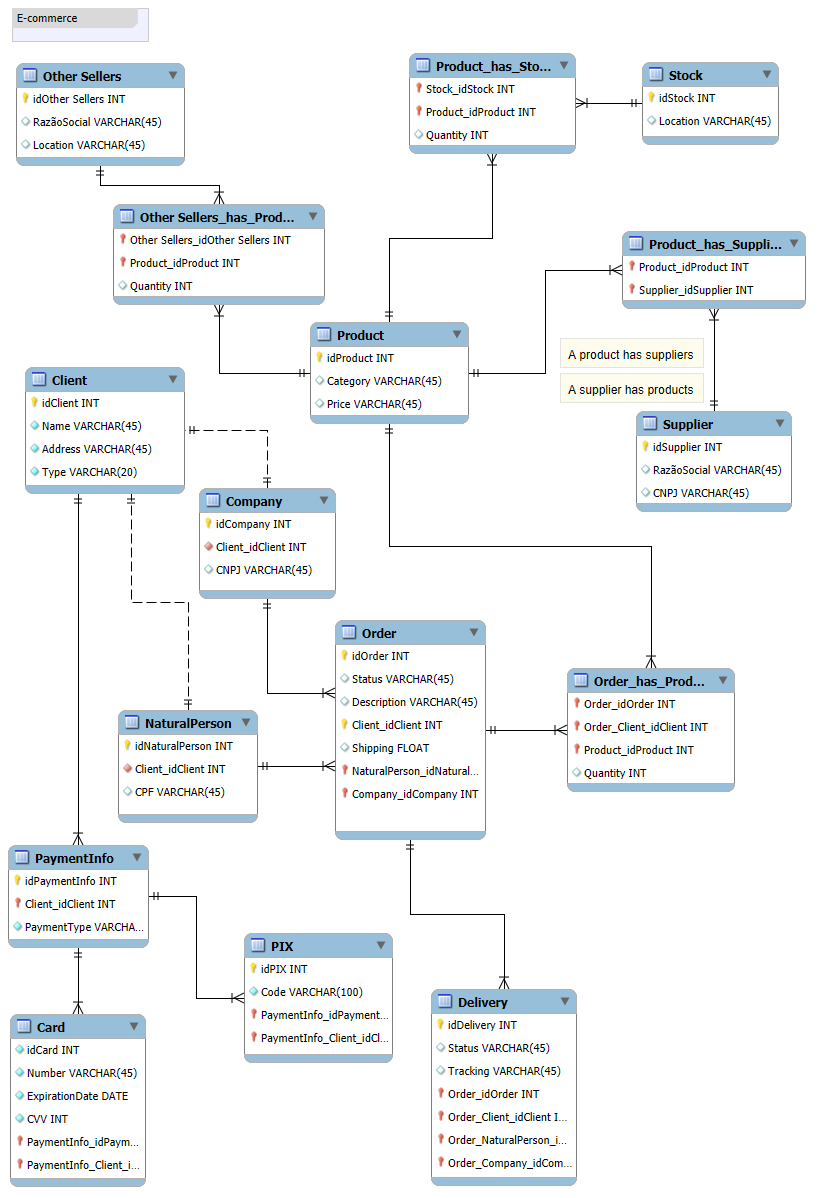 E-commerce
Other Sellers
idOther Sellers INT
RazãoSocial VARCHAR(45)
Location VARCHAR(45)
Product_has_Sto...
Stock_idStock INT
Product_idProduct INT
Quantity INT
Stock
idStock INT
Location VARCHAR(45)
Other Sellers_has_Prod...
Other Sellers_idOther Sellers INT
Product_idProduct INT
Quantity INT
Product_has_Suppli...
Product_idProduct INT
Supplier_idSupplier INT
Product
idProduct INT
Category VARCHAR(45)
Price VARCHAR(45)
A product has suppliers
A supplier has products
Client
idClient INT
Name VARCHAR(45)
Address VARCHAR(45)
Type VARCHAR(20)
Supplier
idSupplier INT
RazãoSocial VARCHAR(45)
CNPJ VARCHAR(45)
Company
idCompany INT
Client_idClient INT
CNPJ VARCHAR(45)
Order
idOrder INT
Status VARCHAR(45)
Description VARCHAR(45)
Client_idClient INT
Shipping FLOAT
NaturalPerson_idNatural...
Company_idCompany INT
Order_has_Prod...
Order_idOrder INT
Order_Client_idClient INT
Product_idProduct INT
Quantity INT
NaturalPerson
idNaturalPerson INT
Client_idClient INT
CPF VARCHAR(45)
PaymentInfo
idPaymentInfo INT
Client_idClient INT
PaymentType VARCHA...
PIX
idPIX INT
Code VARCHAR(100)
PaymentInfo_idPayment...
PaymentInfo_Client_idCl...
Card
idCard INT
Number VARCHAR(45)
ExpirationDate DATE
CVV INT
PaymentInfo_idPaym...
PaymentInfo_Client_i...
Delivery
idDelivery INT
Status VARCHAR(45)
Tracking VARCHAR(45)
Order_idOrder INT
Order_Client_idClient I...
Order_NaturalPerson_i...
Order_Company_idCom...